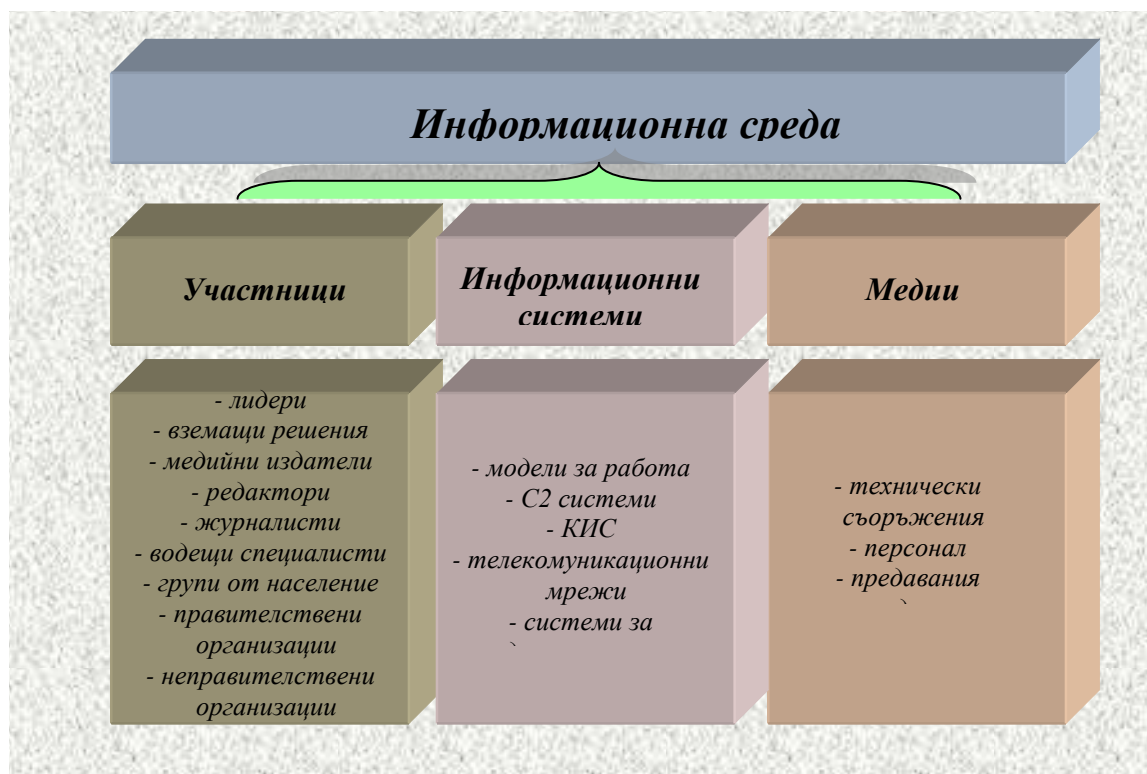 Информационна среда
Участници
Информационни
системи
Медии
- лидери
- вземащи решения
- медийни издатели
- редактори
- журналисти
- водещи специалисти
- групи от население
- правителствени
организации
- неправителствени
организации
- модели за работа
- С2 системи
- КИС
- телекомуникационни
мрежи
- системи за
- технически
съоръжения
- персонал
- предавания